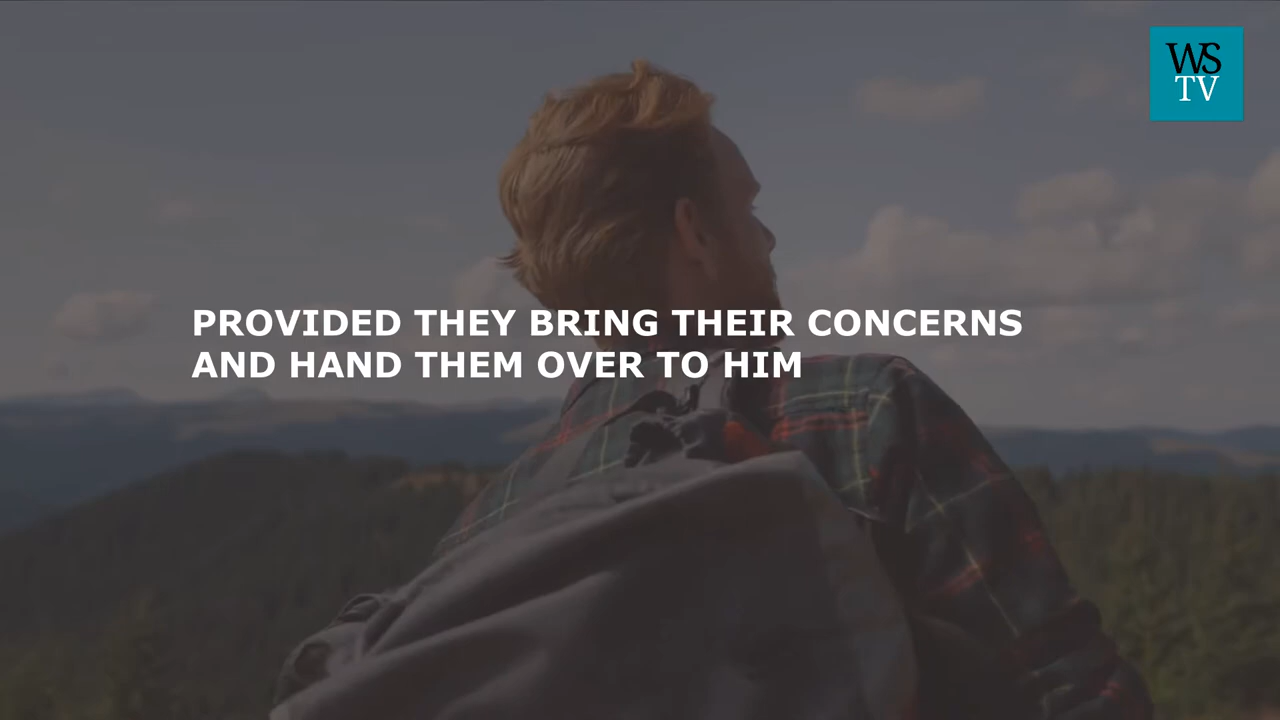 WS
TV
PROVIDED THEY BRING THEIR CONCERNS
AND HAND THEM OVER TO HIM